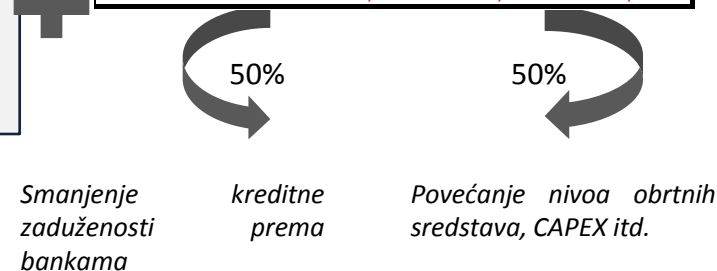 50%
50%
Smanjenje kreditne
zaduženosti prema
bankama
Povećanje nivoa obrtnih
sredstava, CAPEX itd.